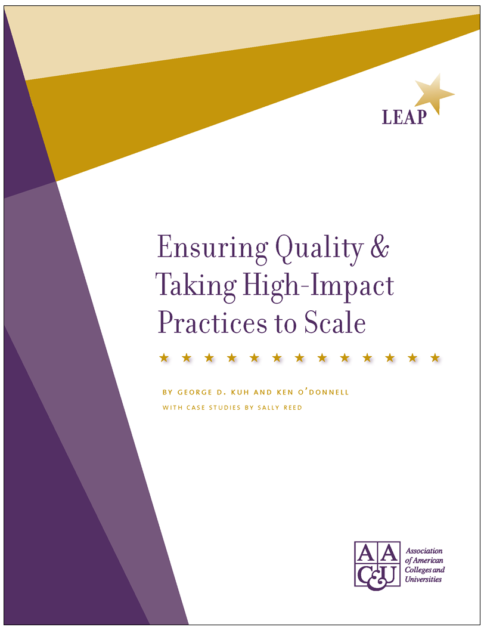 LEAP
Ensuring Quality &
Taking High-Impact
Practices to Scale
BY GEORGE D. KUH AND KEN O'DONNELL
WITH CASE STUDIES BY SALLY REED
AA
C&U
Association
of American
Colleges and
Universities